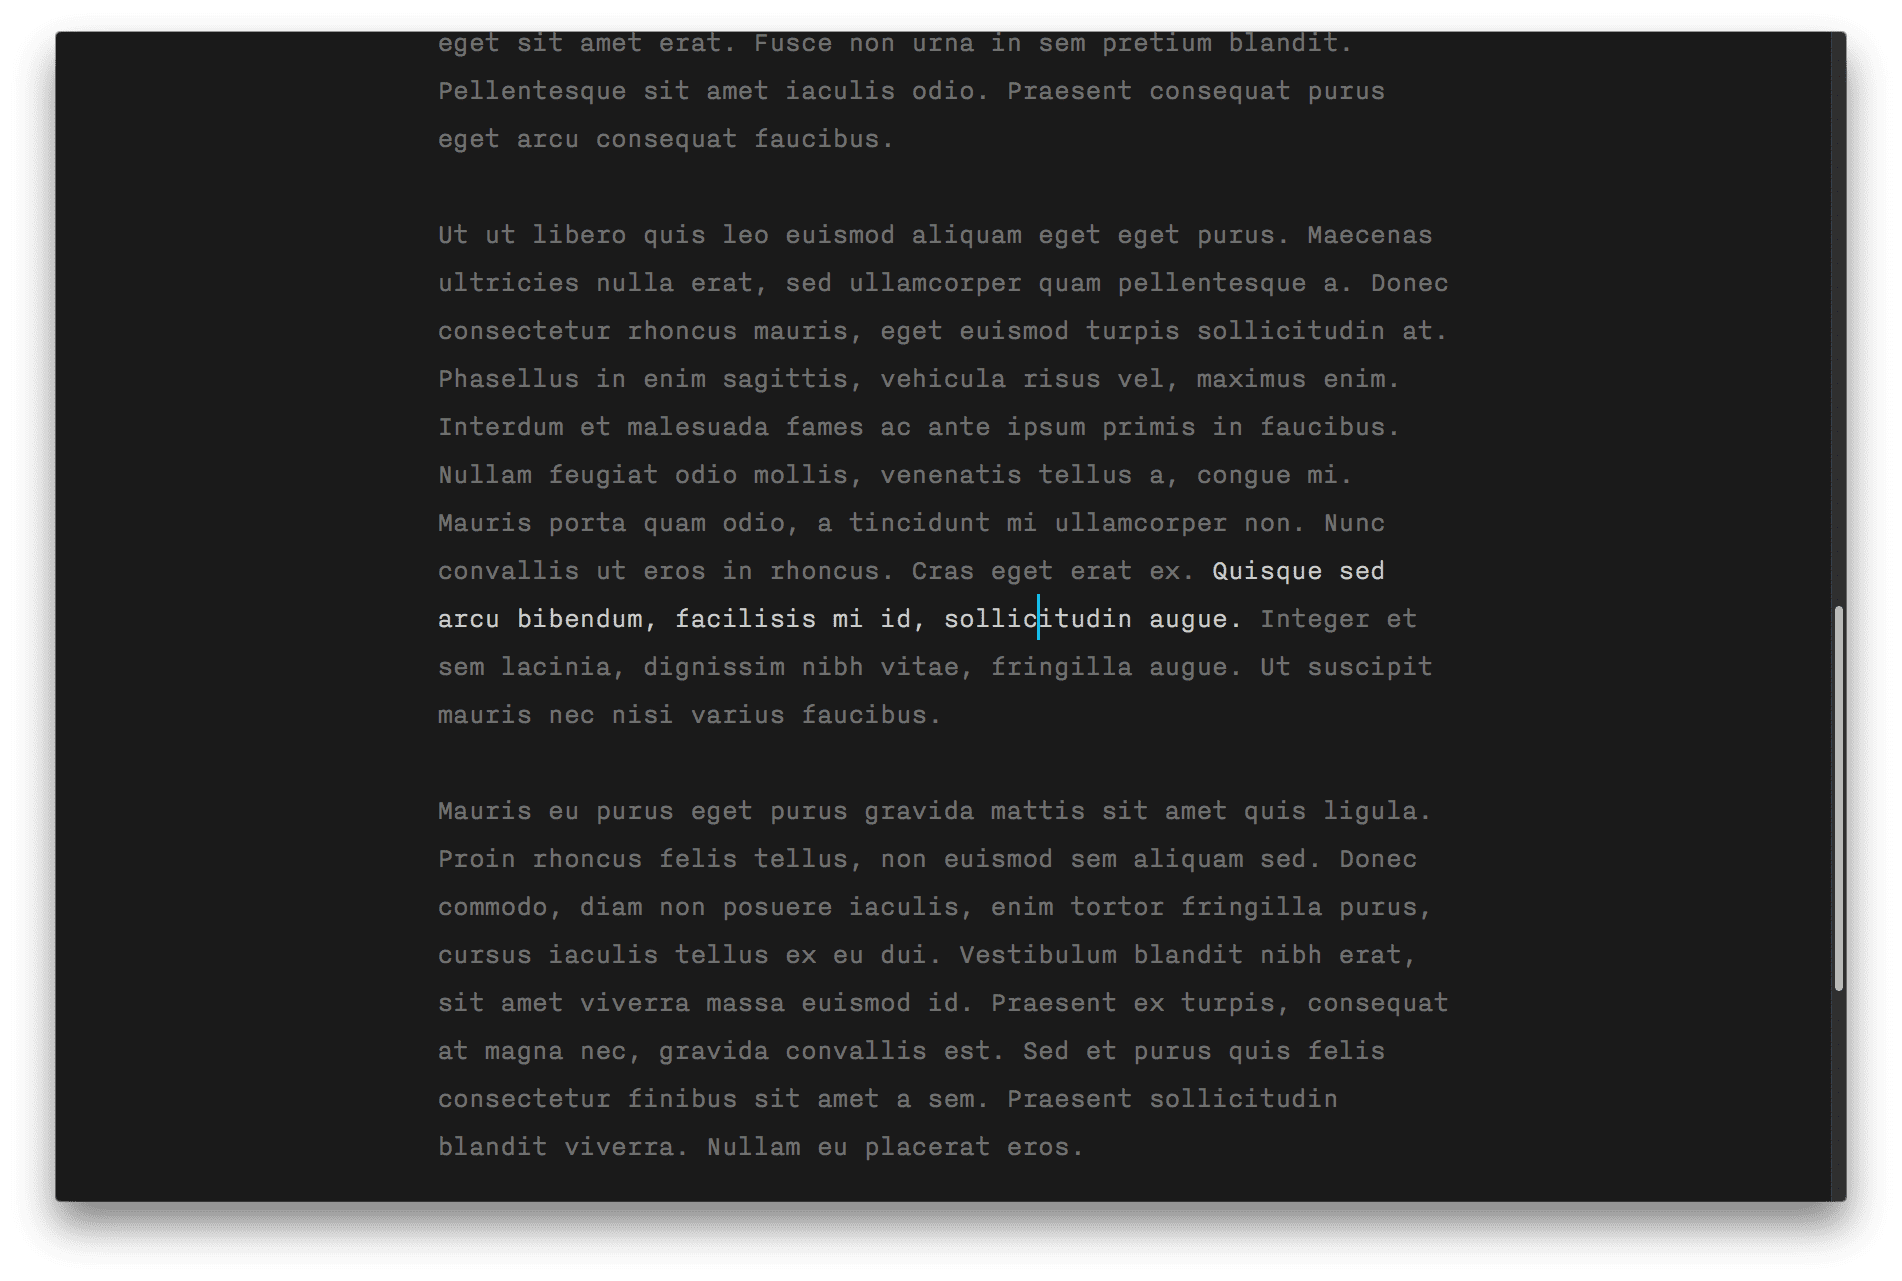 eget sit amet erat. Fusce non urna in sem pretium blandit.
Pellentesque sit amet iaculis odio. Praesent consequat purus
eget arcu consequat faucibus.
Ut ut libero quis leo euismod aliquam eget eget purus. Maecenas
ultricies nulla erat, sed ullamcorper quam pellentesque a. Donec
consectetur rhoncus mauris, eget euismod turpis sollicitudin at.
Phasellus in enim sagittis, vehicula risus vel, maximus enim.
Interdum et malesuada fames ac ante ipsum primis in faucibus.
Nullam feugiat odio mollis, venenatis tellus a, congue mi.
Mauris porta quam odio, a tincidunt mi ullamcorper non. Nunc
convallis ut eros in rhoncus. Cras eget erat ex. Quisque sed
arcu bibendum, facilisis mi id, sollicitudin augue. Integer et
sem lacinia, dignissim nibh vitae, fringilla augue. Ut suscipit
mauris nec nisi varius faucibus.
Mauris eu purus eget purus gravida mattis sit amet quis ligula.
Proin rhoncus felis tellus, non euismod sem aliquam sed. Donec
commodo, diam non posuere iaculis, enim tortor fringilla purus,
cursus iaculis tellus ex eu dui. Vestibulum blandit nibh erat,
sit amet viverra massa euismod id. Praesent ex turpis, consequat
at magna nec, gravida convallis est. Sed et purus quis felis
consectetur finibus sit amet a sem. Praesent sollicitudin
blandit viverra. Nullam eu placerat eros.